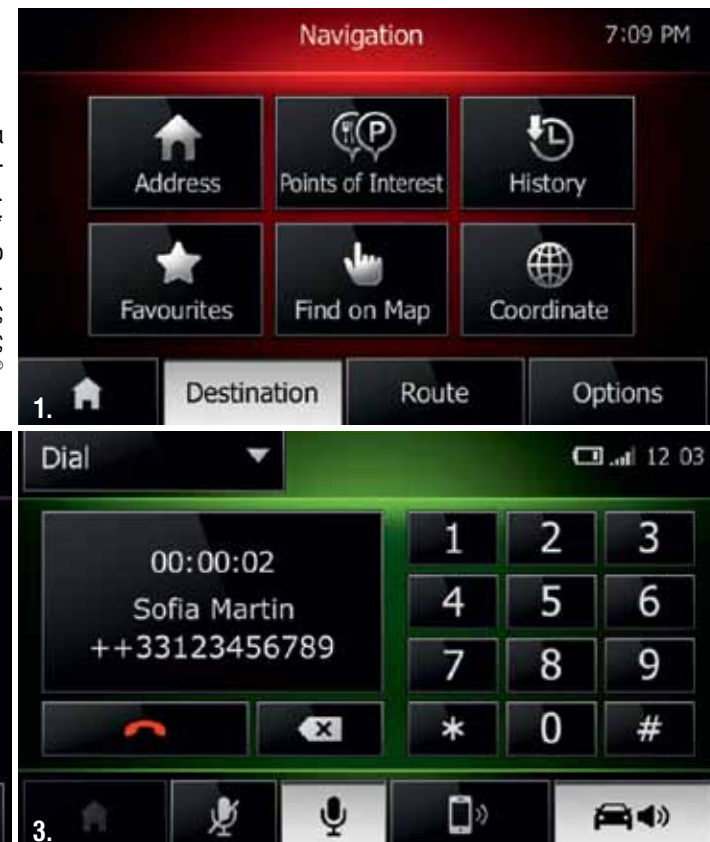 Navigation 7:09 PM
Address Points of Interest History
Favourites Find on Map Coordinate
1. Destination Route Options
Dial 12 03
00:00:02
Sofia Martin
++33123456789
1 2 3
4 5 6
7 8 9
* 0 #
3.